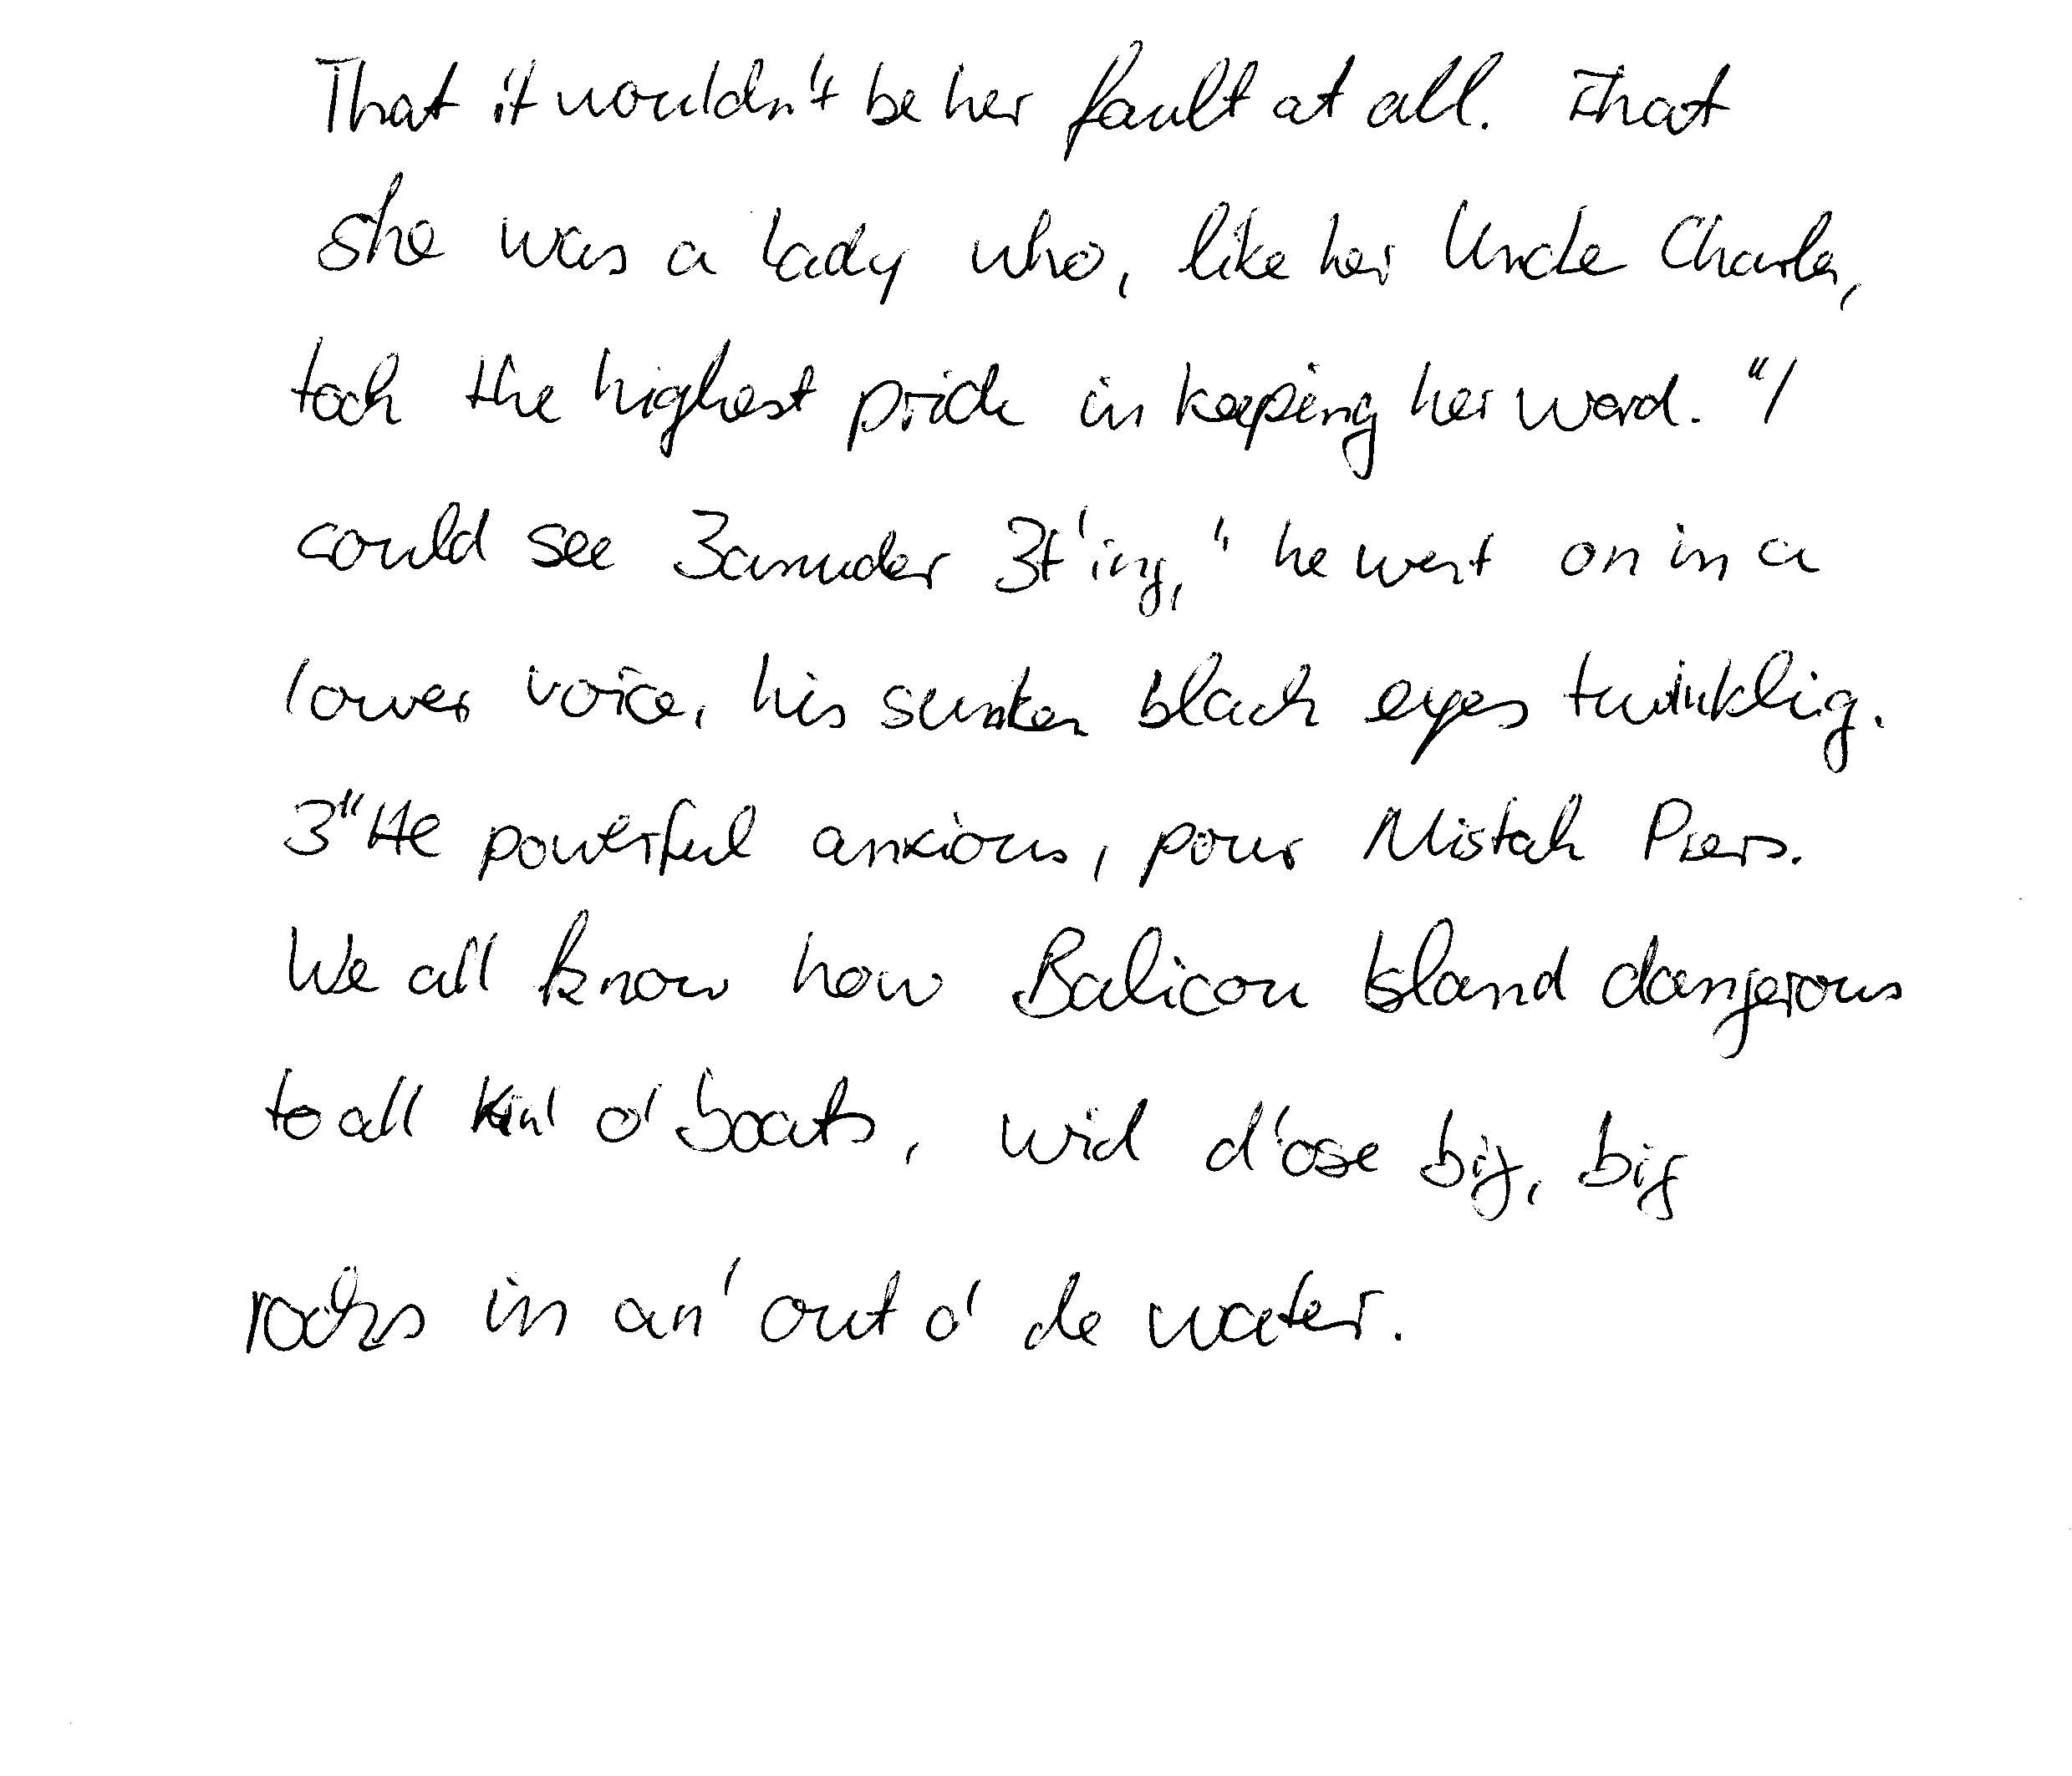 That it wouldn't be her fault at all. That
she was a lady who, like her Uncle Charles,
took the highest pride in keeping her word. "I
could see 3anuder 3t'ing," he went on in a
lower voice, his sunken black eyes twinklig.
3"He powerful anxious, pour Mistah Piers.
We all know how Balicou Island dangerous
to all kin' o' boats, wid d'ose big, big
rocks in an' out o' de water.